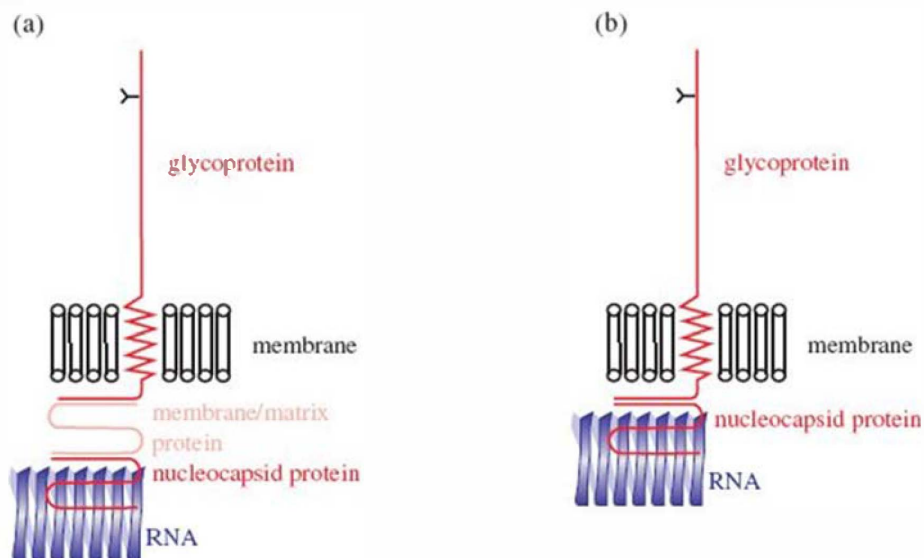 (a)
glycoprotein
membrane
membrane/matrix
protein
nucleocapsid protein
RNA
(b)
glycoprotein
membrane
nucleocapsid protein
RNA